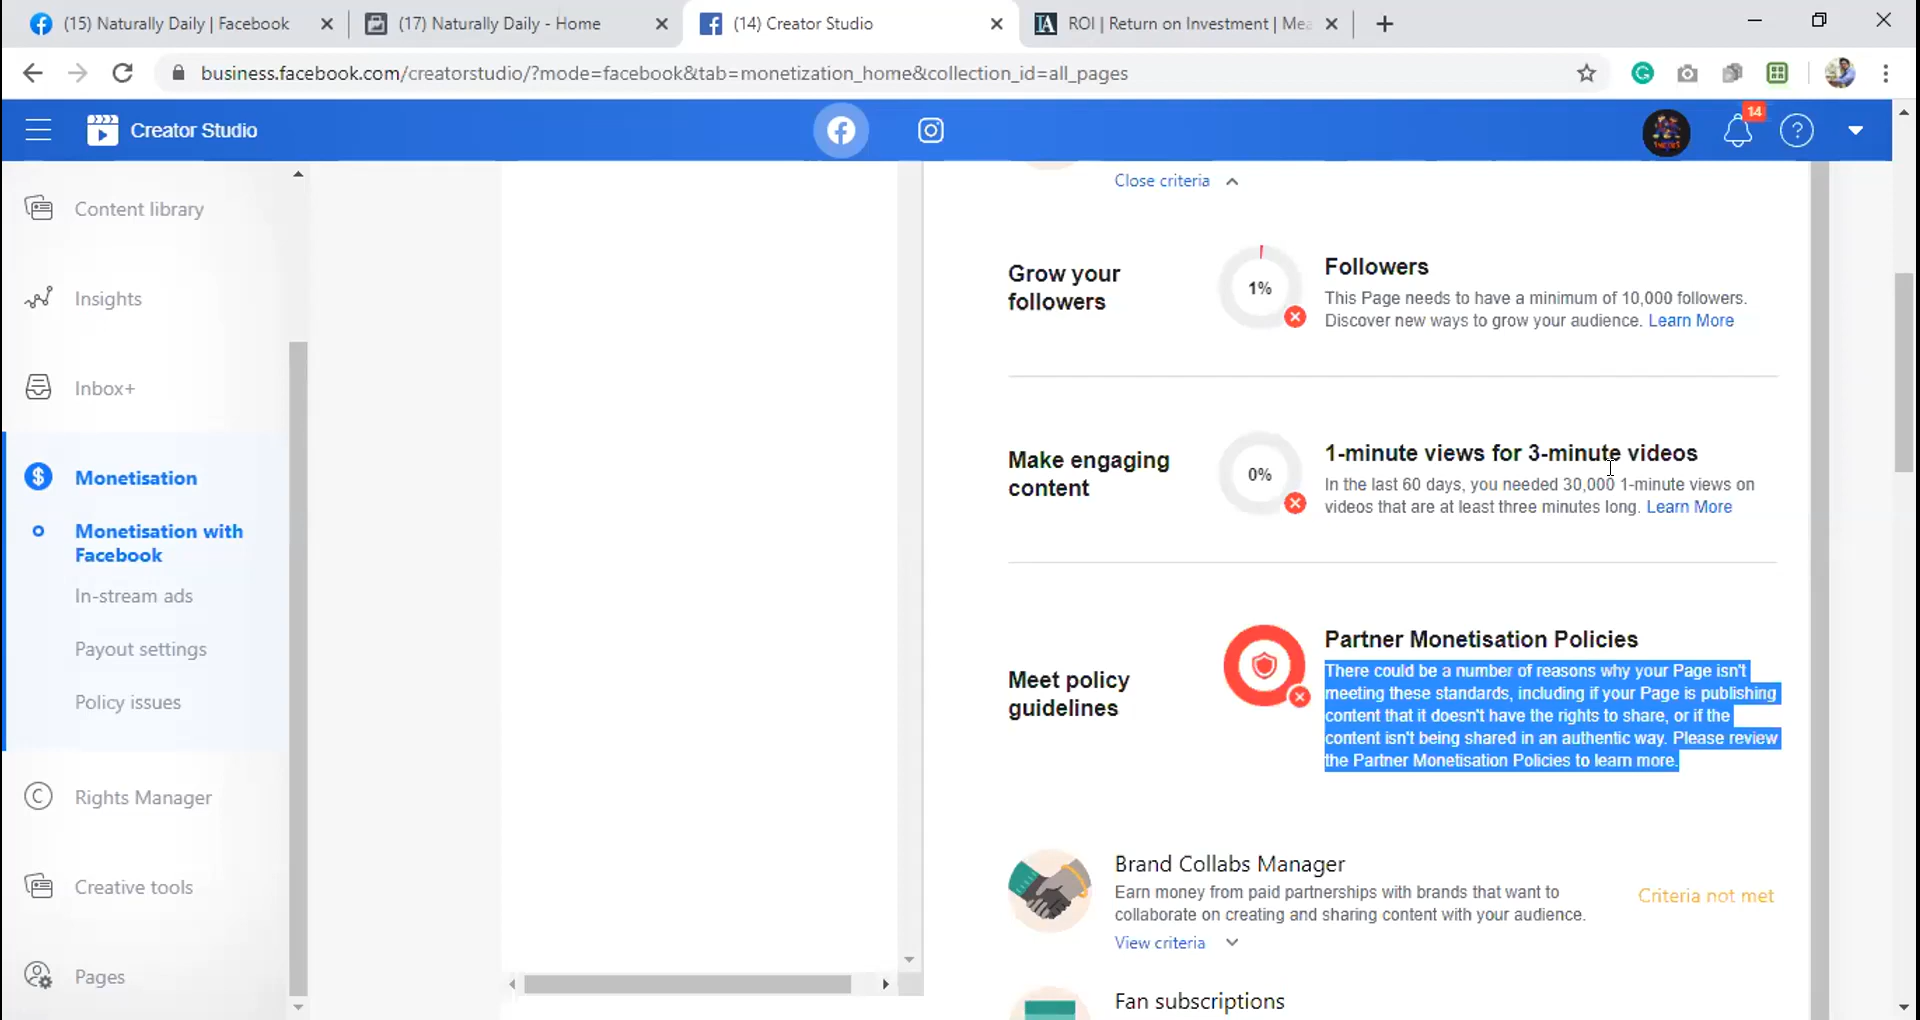 (15) Naturally Daily | Facebook
(17) Naturally Daily - Home
(14) Creator Studio
ROI | Return on Investment | Mea
business.facebook.com/creatorstudio/?mode=facebook&tab=monetization_home&collection_id=all_pages
Creator Studio
14
Content library
Insights
Inbox+
Monetisation
Monetisation with
Facebook
In-stream ads
Payout settings
Policy issues
Rights Manager
Creative tools
Pages
Close criteria
Grow your
followers
1%
Followers
This Page needs to have a minimum of 10,000 followers.
Discover new ways to grow your audience. Learn More
Make engaging
content
0%
1-minute views for 3-minute videos
In the last 60 days, you needed 30,000 1-minute views on
videos that are at least three minutes long. Learn More
Meet policy
guidelines
Partner Monetisation Policies
There could be a number of reasons why your Page isn't
meeting these standards, including if your Page is publishing
content that it doesn't have the rights to share, or if the
content isn't being shared in an authentic way. Please review
the Partner Monetisation Policies to learn more.
Brand Collabs Manager
Earn money from paid partnerships with brands that want to
collaborate on creating and sharing content with your audience.
View criteria
Criteria not met
Fan subscriptions